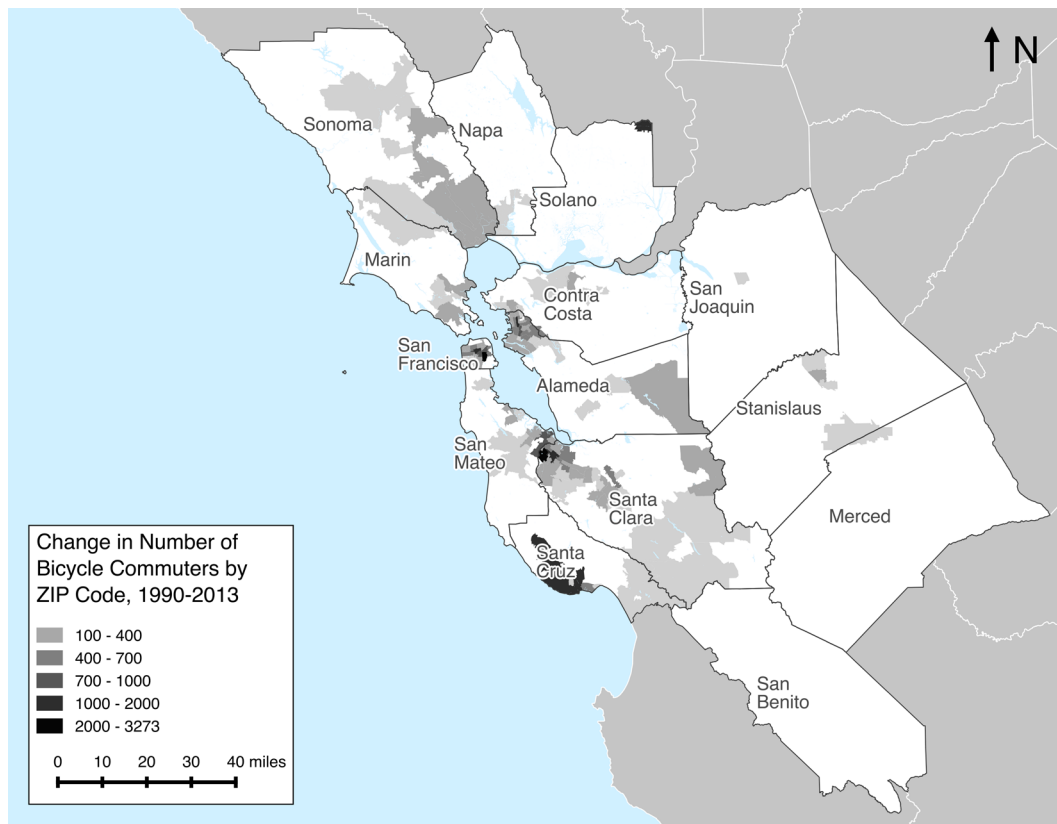 N
Sonoma
Napa
Solano
Marin
Contra
Costa
San
Joaquin
San
Francisco
Alameda
Stanislaus
San
Mateo
Santa
Clara
Merced
Santa
Cruz
San
Benito
Change in Number of
Bicycle Commuters by
ZIP Code, 1990-2013
100 - 400
400 - 700
700 - 1000
1000 - 2000
2000 - 3273
0 10 20 30 40 miles